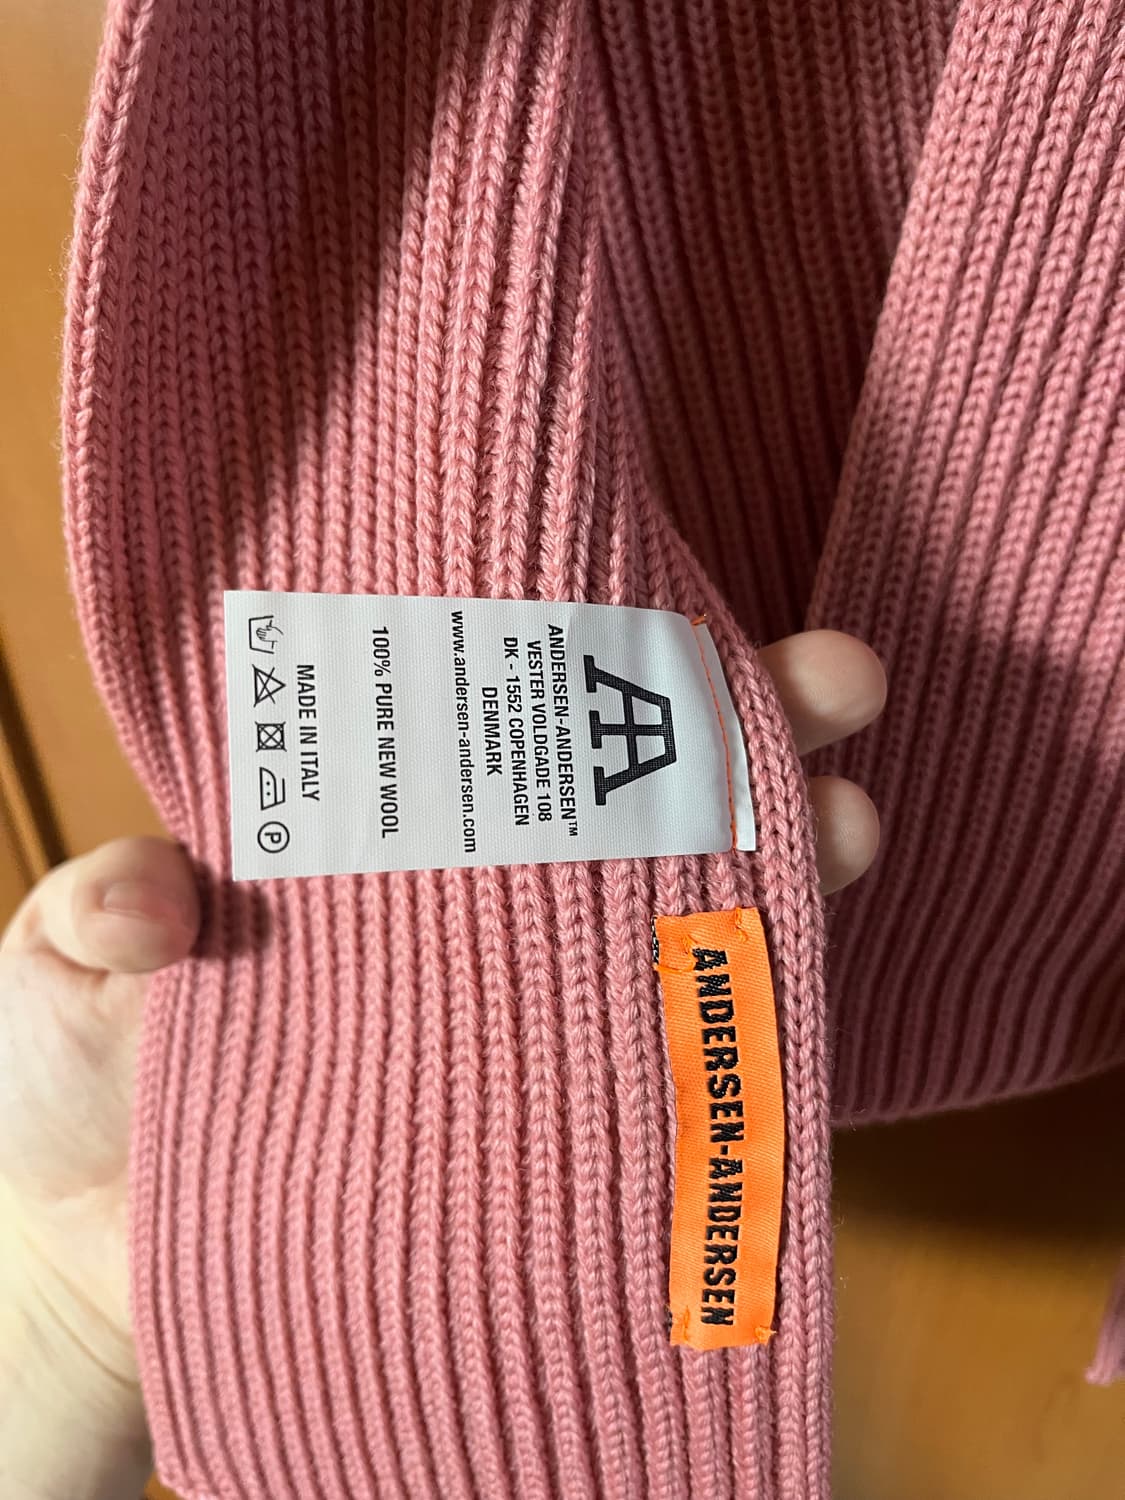 AA
ANDERSEN-ANDERSEN™
VESTER VOLDGADE 108
DK - 1552 COPENHAGEN
DENMARK
www.andersen-andersen.com
100% PURE NEW WOOL
MADE IN ITALY
P
ANDERSEN-ANDERSEN